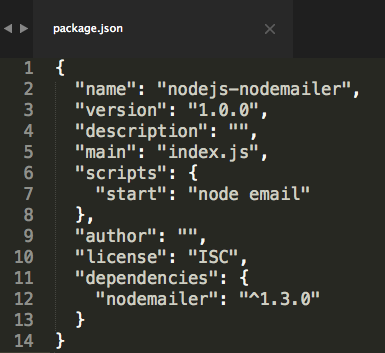 package.json
1 {
2   "name": "nodejs-nodemailer",
3   "version": "1.0.0",
4   "description": "",
5   "main": "index.js",
6   "scripts": {
7     "start": "node email"
8   },
9   "author": "",
10   "license": "ISC",
11   "dependencies": {
12     "nodemailer": "^1.3.0"
13   }
14 }